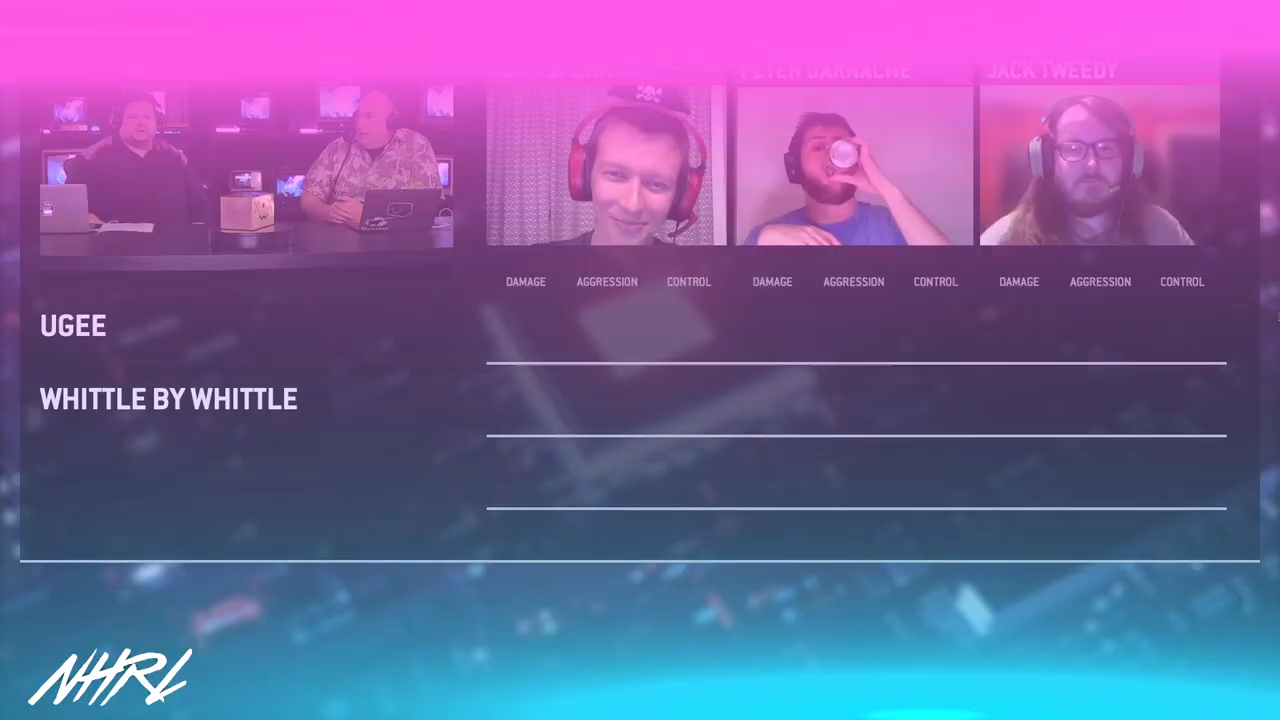 PETER GARNACHE
JACK TWEEDY
DAMAGE AGGRESSION CONTROL DAMAGE AGGRESSION CONTROL DAMAGE AGGRESSION CONTROL
UGEE
WHITTLE BY WHITTLE
NHRL